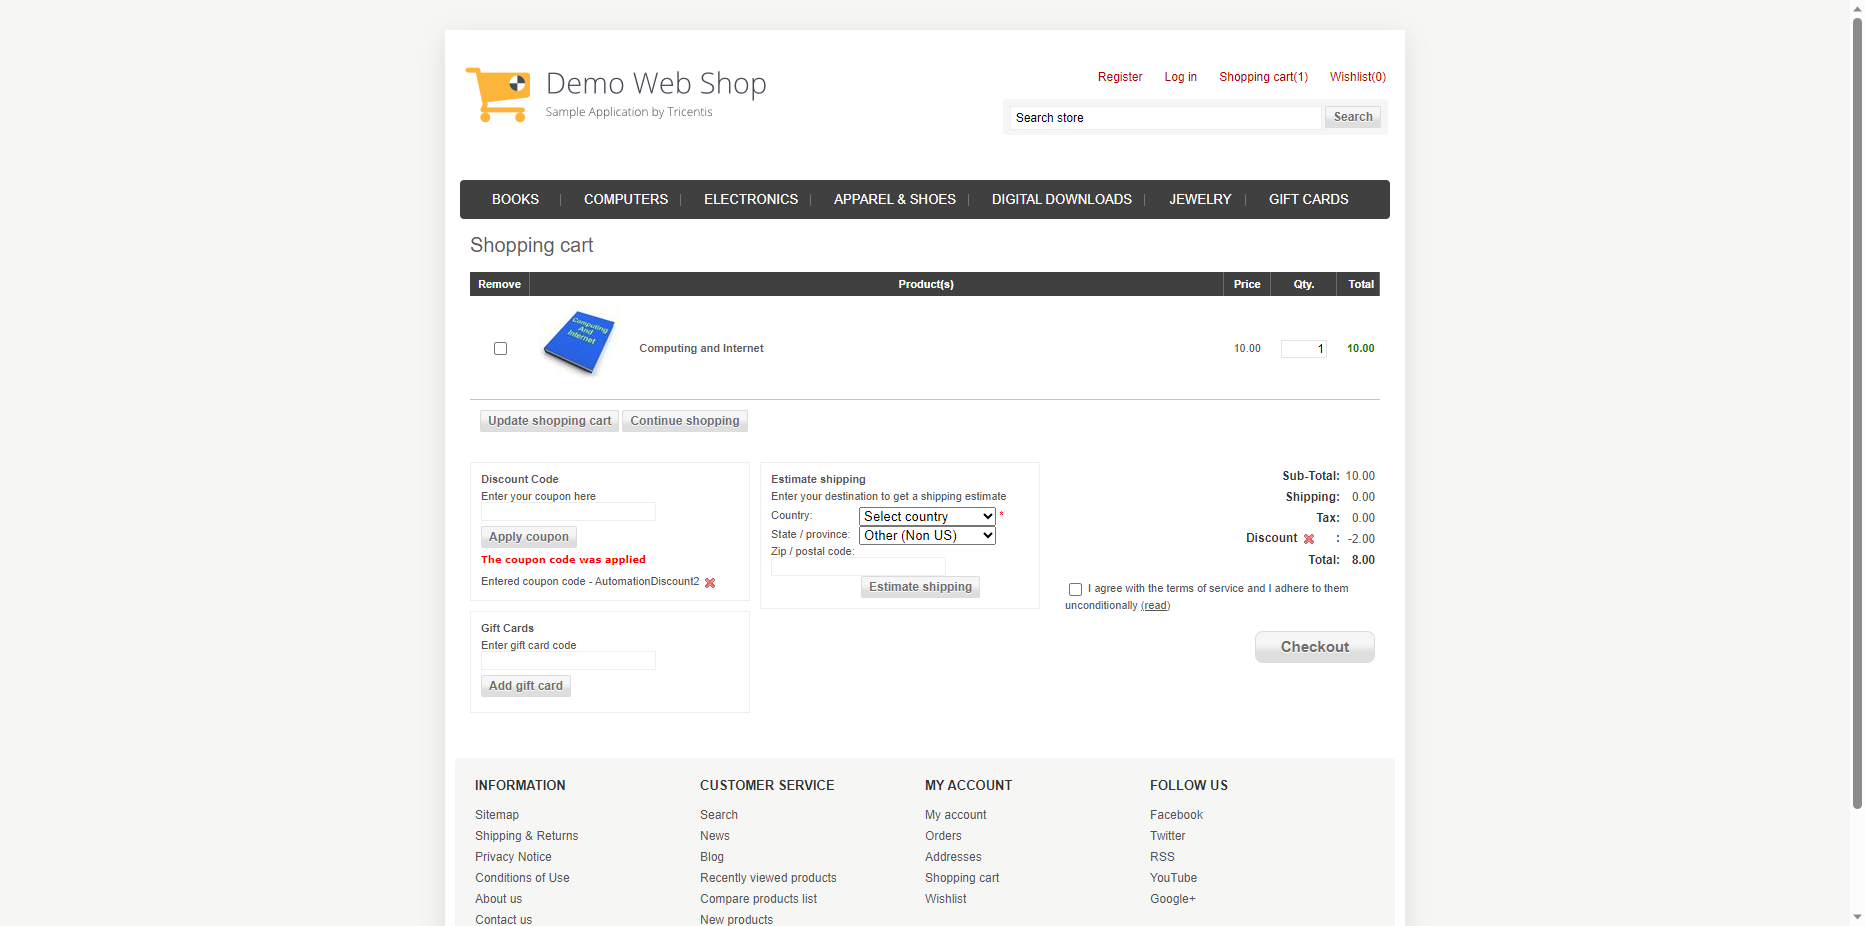 Demo Web Shop
Sample Application by Tricentis
Register Log in Shopping cart(1) Wishlist(0)
Search store Search
BOOKS COMPUTERS ELECTRONICS APPAREL & SHOES DIGITAL DOWNLOADS JEWELRY GIFT CARDS
Shopping cart
Remove Product(s) Price Qty. Total
Computing
And
Internet
Computing and Internet 10.00 1 10.00
Update shopping cart Continue shopping
Discount Code
Enter your coupon here
Apply coupon
The coupon code was applied
Entered coupon code - AutomationDiscount2
Gift Cards
Enter gift card code
Add gift card
Estimate shipping
Enter your destination to get a shipping estimate
Country: Select country *
State / province: Other (Non US)
Zip / postal code:
Estimate shipping
Sub-Total: 10.00
Shipping: 0.00
Tax: 0.00
Discount : -2.00
Total: 8.00
I agree with the terms of service and I adhere to them
unconditionally (read)
Checkout
INFORMATION
Sitemap
Shipping & Returns
Privacy Notice
Conditions of Use
About us
Contact us
CUSTOMER SERVICE
Search
News
Blog
Recently viewed products
Compare products list
New products
MY ACCOUNT
My account
Orders
Addresses
Shopping cart
Wishlist
FOLLOW US
Facebook
Twitter
RSS
YouTube
Google+